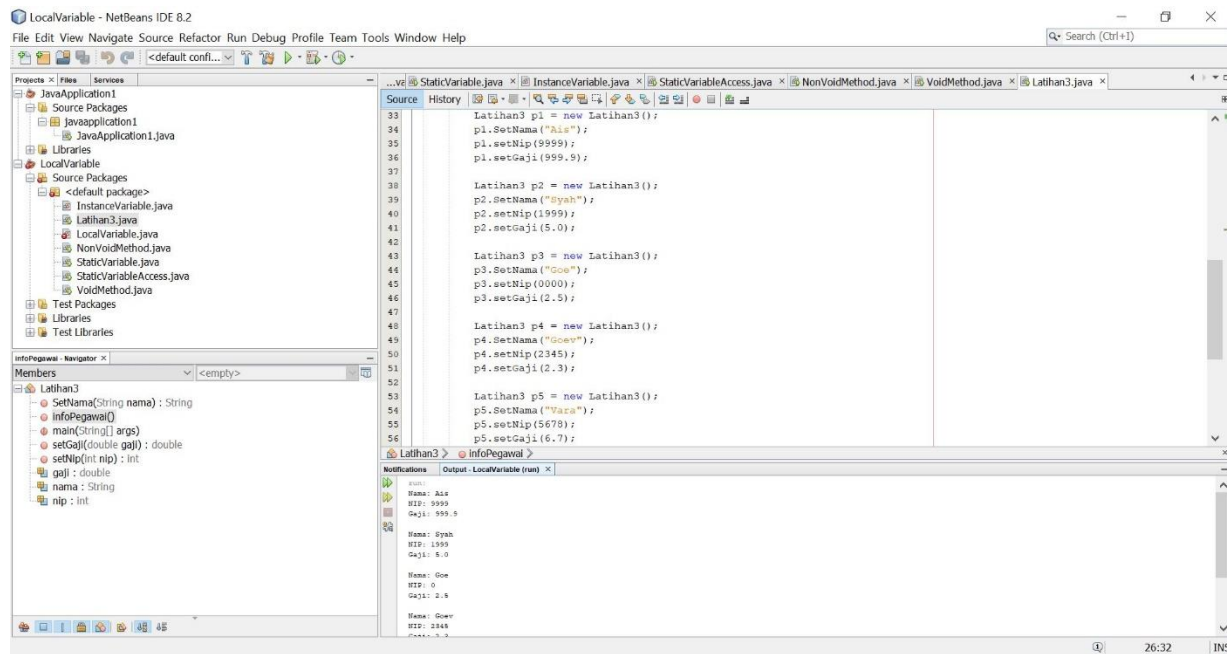 LocalVariable - NetBeans IDE 8.2
File Edit View Navigate Source Refactor Run Debug Profile Team Tools Window Help
Search (Ctrl+I)
<default confi...
Projects × Files Services
JavaApplication1
Source Packages
javaapplication1
JavaApplication1.java
Libraries
LocalVariable
Source Packages
<default package>
InstanceVariable.java
Latihan3.java
LocalVariable.java
NonVoidMethod.java
StaticVariable.java
StaticVariableAccess.java
VoidMethod.java
Test Packages
Libraries
Test Libraries
infoPegawai - Navigator ×
Members <empty>
Latihan3
SetNama(String nama) : String
infoPegawai()
main(String[] args)
setGaji(double gaji) : double
setNip(int nip) : int
gaji : double
nama : String
nip : int
...va StaticVariable.java × InstanceVariable.java × StaticVariableAccess.java × NonVoidMethod.java × VoidMethod.java × Latihan3.java ×
Source History
33 Latihan3 p1 = new Latihan3();
34 p1.SetNama("Ais");
35 p1.setNip(9999);
36 p1.setGaji(999.9);
37
38 Latihan3 p2 = new Latihan3();
39 p2.SetNama("Syah");
40 p2.setNip(1999);
41 p2.setGaji(5.0);
42
43 Latihan3 p3 = new Latihan3();
44 p3.SetNama("Goe");
45 p3.setNip(0000);
46 p3.setGaji(2.5);
47
48 Latihan3 p4 = new Latihan3();
49 p4.SetNama("Goev");
50 p4.setNip(2345);
51 p4.setGaji(2.3);
52
53 Latihan3 p5 = new Latihan3();
54 p5.SetNama("Vara");
55 p5.setNip(5678);
56 p5.setGaji(6.7);
Latihan3 > infoPegawai >
Notifications Output - LocalVariable (run) ×
run:
Nama: Ais
NIP: 9999
Gaji: 999.9
Nama: Syah
NIP: 1999
Gaji: 5.0
Nama: Goe
NIP: 0
Gaji: 2.5
Nama: Goev
NIP: 2345
Gaji: 2.3
26:32 INS